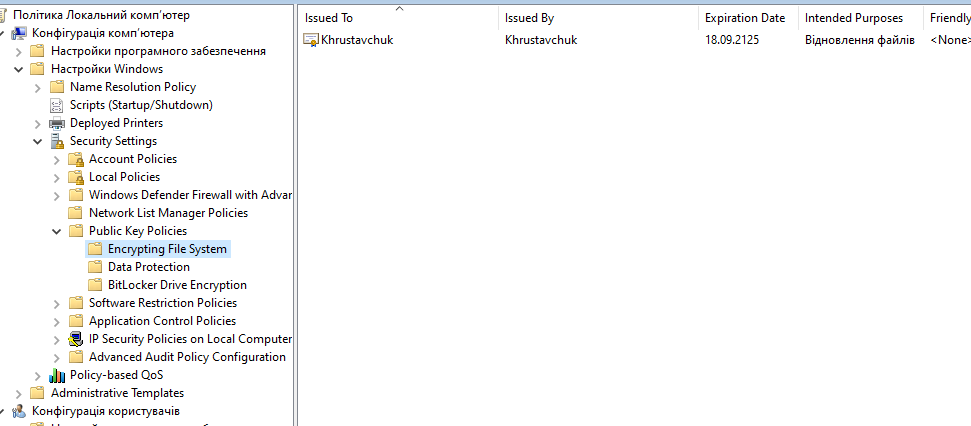 Політика Локальний комп'ютер
Конфігурація комп'ютера
Настройки програмного забезпечення
Настройки Windows
Name Resolution Policy
Scripts (Startup/Shutdown)
Deployed Printers
Security Settings
Account Policies
Local Policies
Windows Defender Firewall with Advar
Network List Manager Policies
Public Key Policies
Encrypting File System
Data Protection
BitLocker Drive Encryption
Software Restriction Policies
Application Control Policies
IP Security Policies on Local Computer
Advanced Audit Policy Configuration
Policy-based QoS
Administrative Templates
Конфігурація користувачів
Issued To Issued By Expiration Date Intended Purposes Friendly
Khrustavchuk Khrustavchuk 18.09.2125 Відновлення файлів <None>